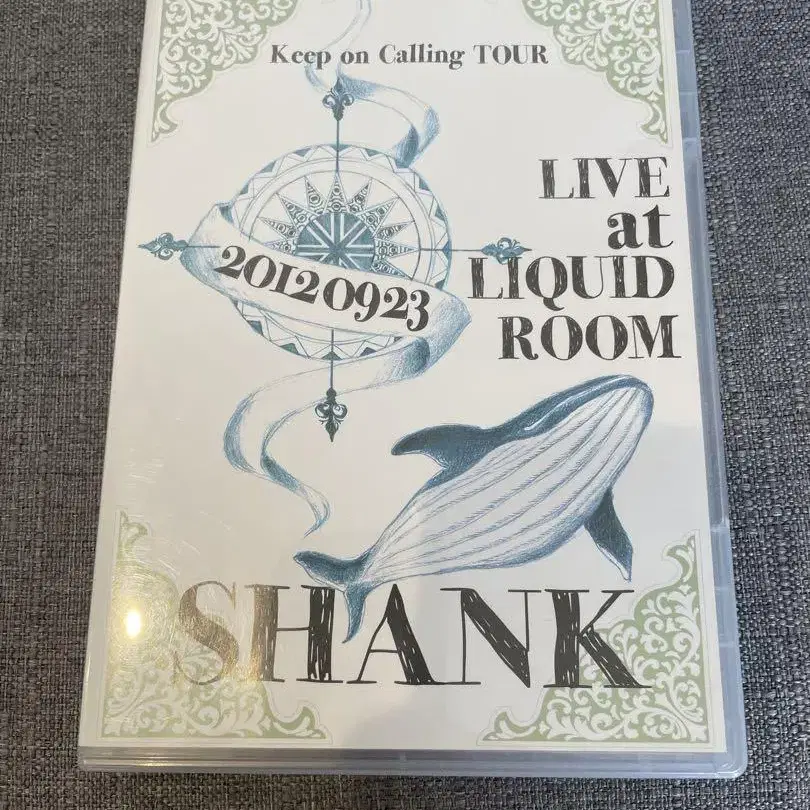 Keep on Calling TOUR
LIVE
at
LIQUID
ROOM
20120923
SHANK